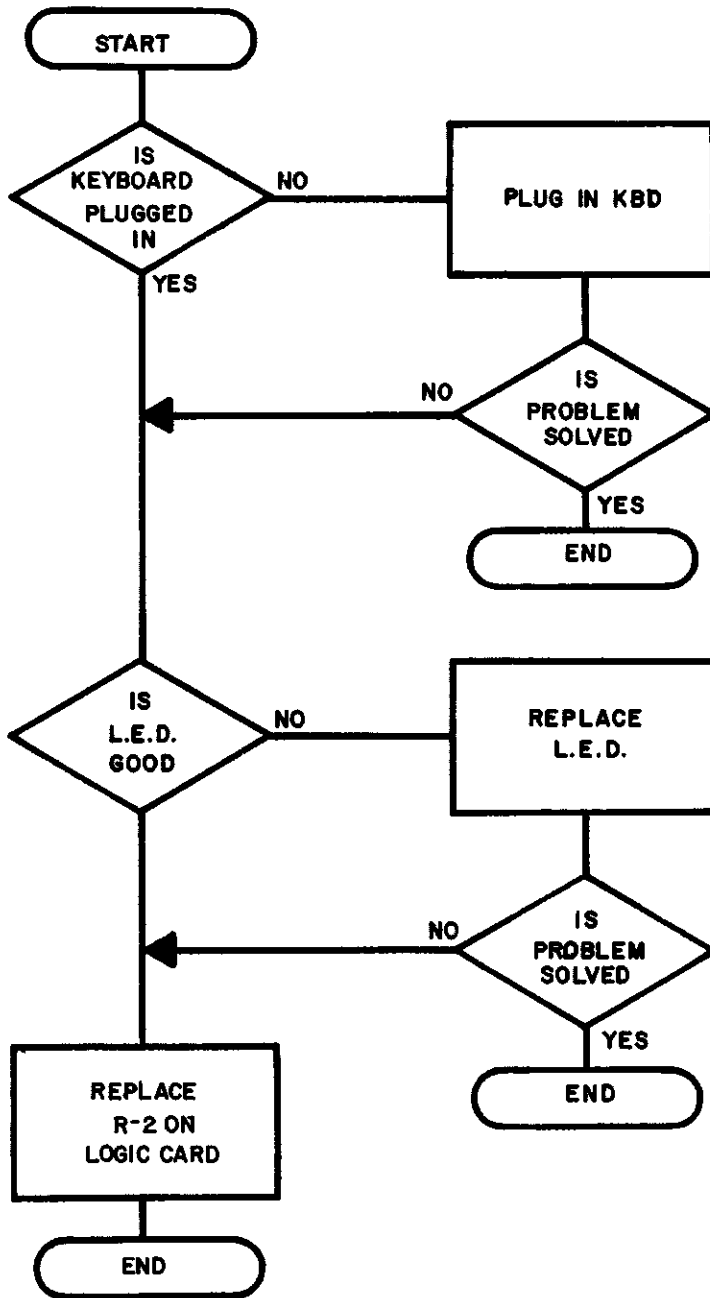 START
IS
KEYBOARD
PLUGGED
IN
NO
PLUG IN KBD
YES
IS
PROBLEM
SOLVED
NO
YES
END
IS
L.E.D.
GOOD
NO
REPLACE
L.E.D.
IS
PROBLEM
SOLVED
NO
YES
END
REPLACE
R-2 ON
LOGIC CARD
END